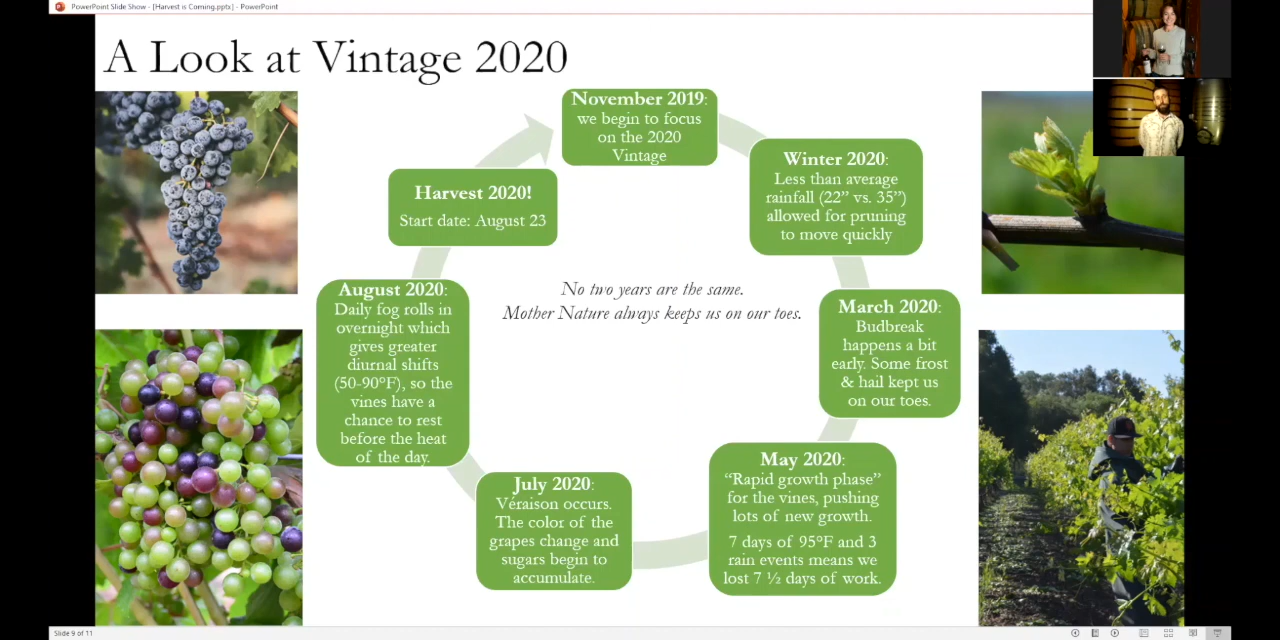 PowerPoint Slide Show - [Harvest is Coming.pptx] - PowerPoint
A Look at Vintage 2020
November 2019:
we begin to focus
on the 2020
Vintage
Winter 2020:
Less than average
rainfall (22” vs. 35”)
allowed for pruning
to move quickly
March 2020:
Budbreak
happens a bit
early. Some frost
& hail kept us
on our toes.
May 2020:
“Rapid growth phase”
for the vines, pushing
lots of new growth.
7 days of 95°F and 3
rain events means we
lost 7 ½ days of work.
July 2020:
Véraison occurs.
The color of the
grapes change and
sugars begin to
accumulate.
August 2020:
Daily fog rolls in
overnight which
gives greater
diurnal shifts
(50-90°F), so the
vines have a
chance to rest
before the heat
of the day.
Harvest 2020!
Start date: August 23
No two years are the same.
Mother Nature always keeps us on our toes.
Slide 9 of 11